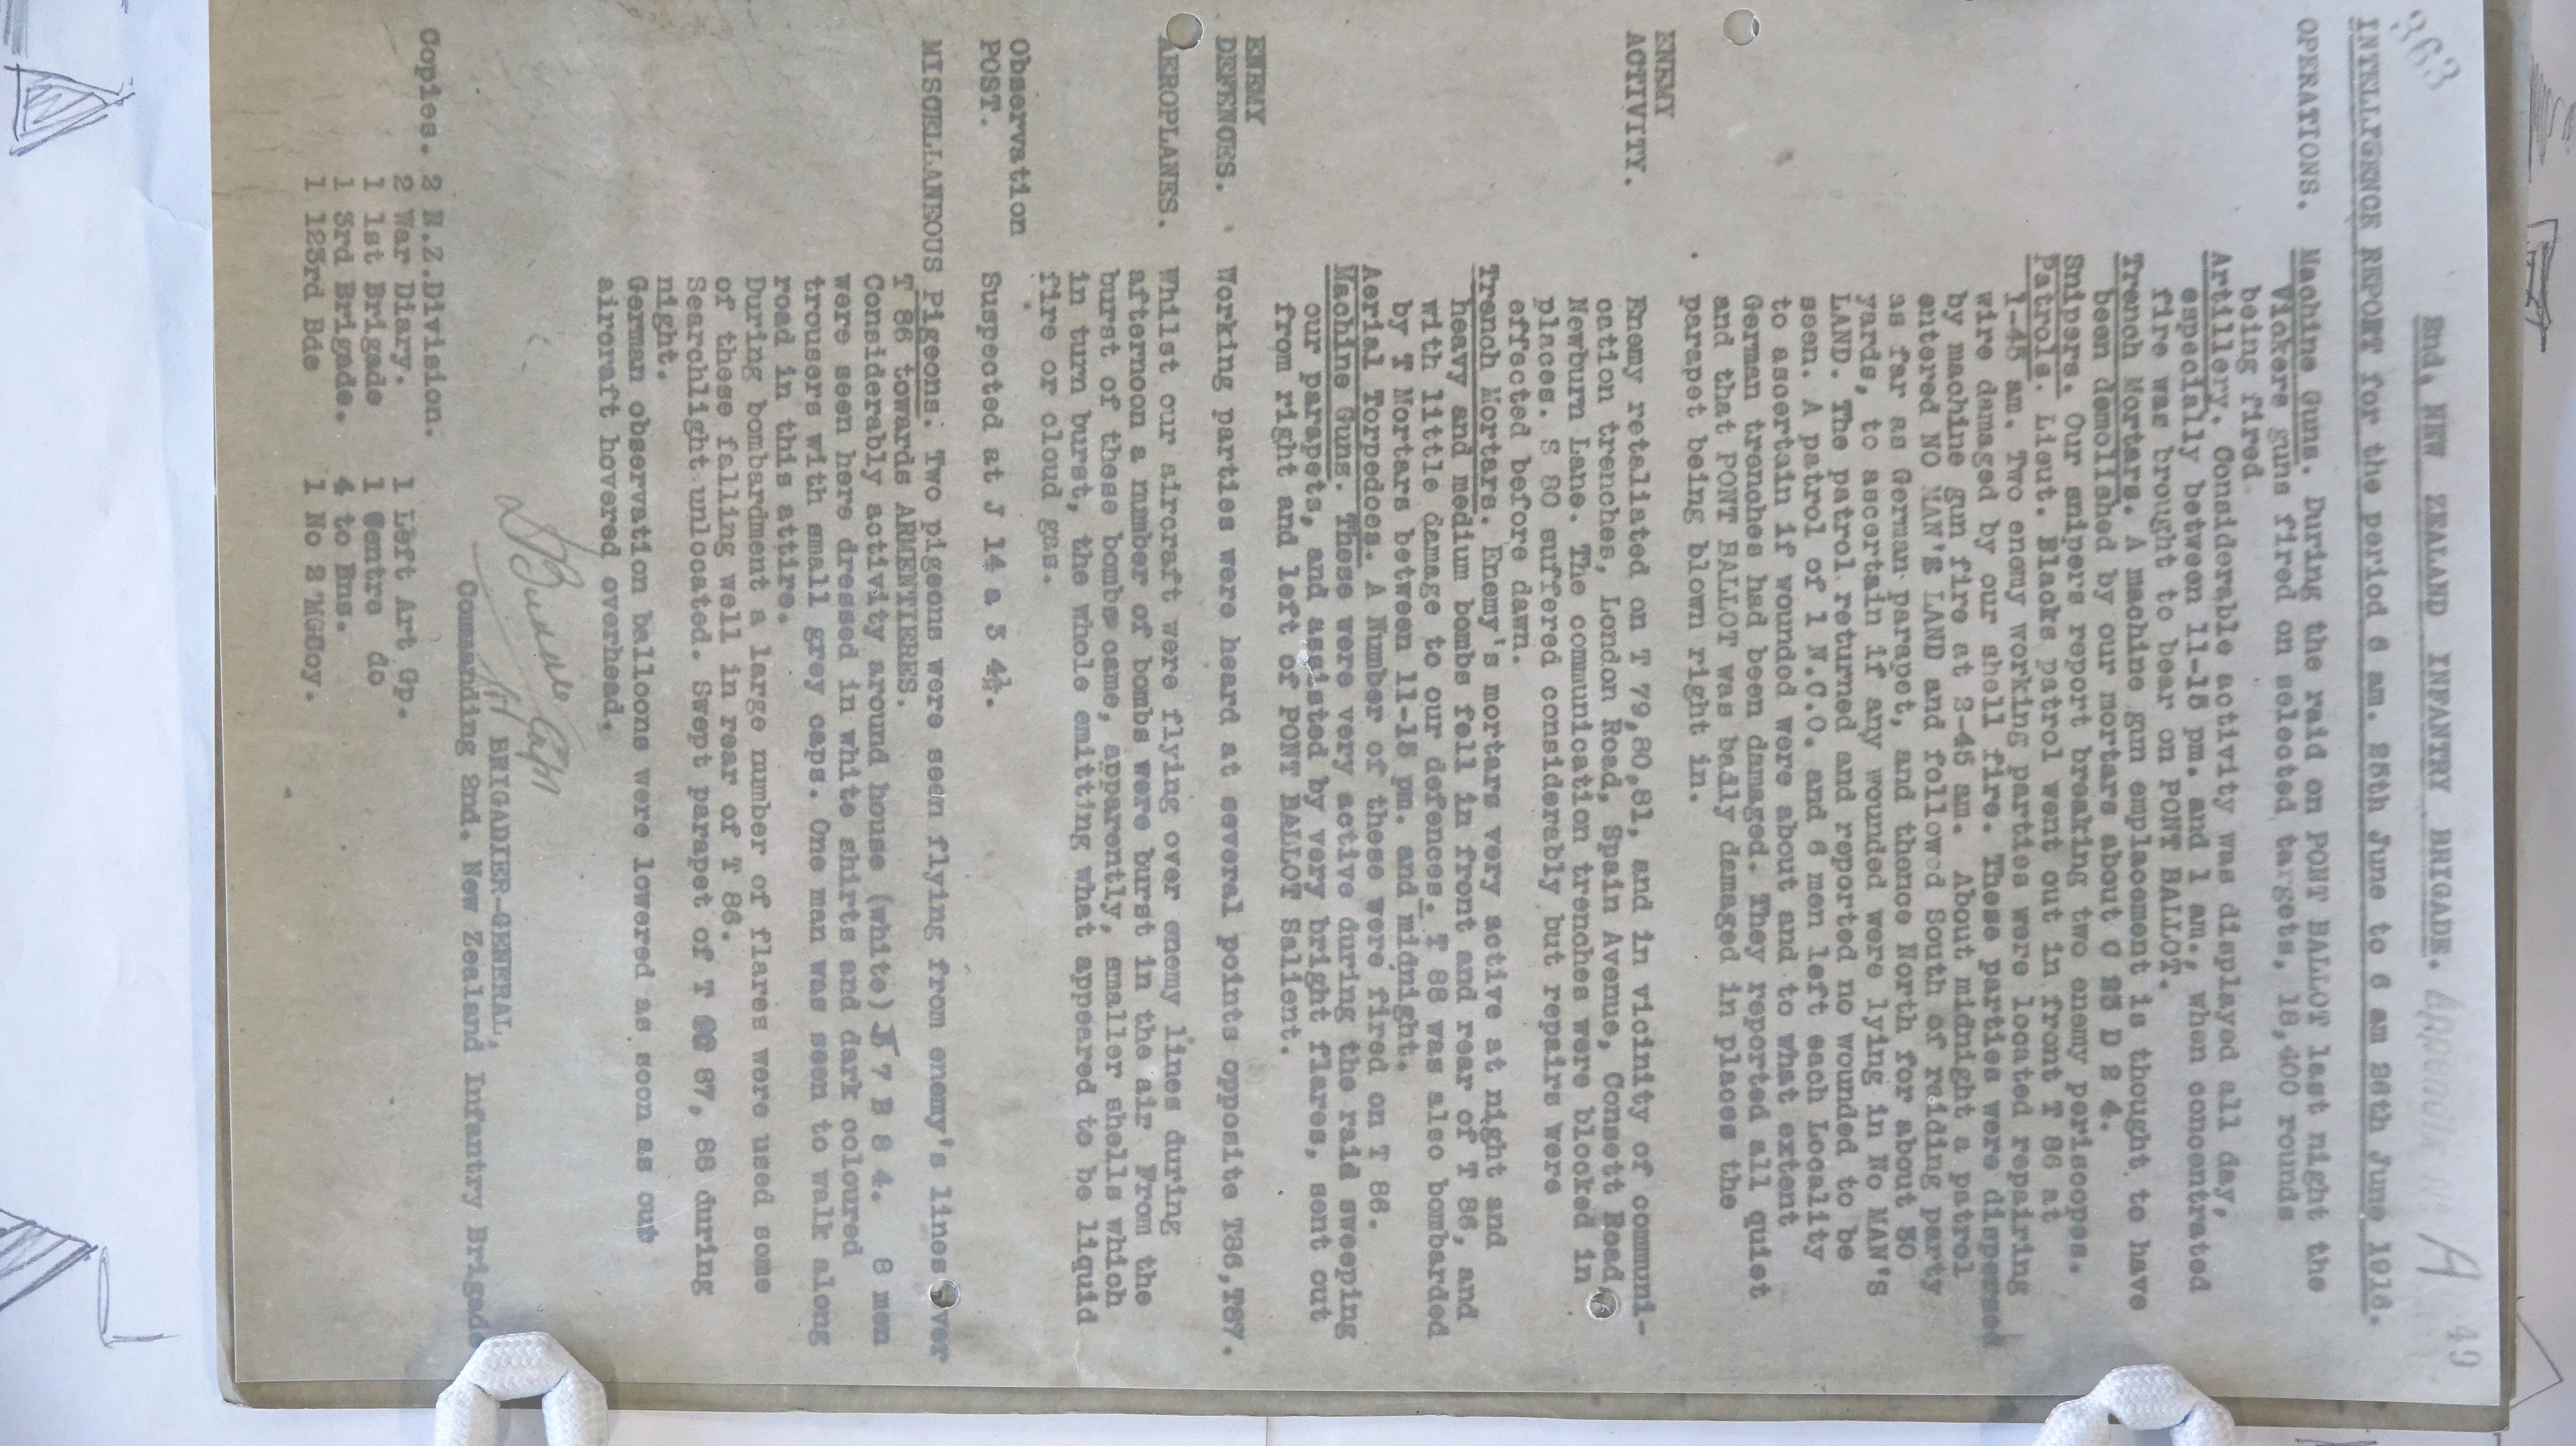 363
49
2nd. NEW ZEALAND INFANTRY BRIGADE. Appendix A
INTELLIGENCE REPORT for the period 6 am. 25th June to 6 am 26th June 1916.
OPERATIONS. Machine Guns. During the raid on PONT BALLOT last night the
Vickers guns fired on selected targets, 18,400 rounds
being fired.
Artillery. Considerable activity was displayed all day,
especially between 11-15 pm. and 1 am., when concentrated
fire was brought to bear on PONT BALLOT.
Trench Mortars. A machine gun emplacement is thought to have
been demolished by our mortars about C 23 D 2 4.
Snipers. Our snipers report breaking two enemy periscopes.
Patrols. Lieut. Blacks patrol went out in front T 86 at
1-45 am. Two enemy working parties were located repairing
wire damaged by our shell fire. These parties were dispersed
by machine gun fire at 2-45 am. About midnight a patrol
entered NO MAN'S LAND and followed South of raiding party
as far as German parapet, and thence North for about 50
yards, to ascertain if any wounded were lying in No MAN'S
LAND. The patrol returned and reported no wounded to be
seen. A patrol of 1 N.C.O. and 6 men left each Locality
to ascertain if wounded were about and to what extent
German trenches had been damaged. They reported all quiet
and that PONT BALLOT was badly damaged in places the
parapet being blown right in.
ENEMY
ACTIVITY. Enemy retaliated on T 79,80,81, and in vicinity of communi-
cation trenches, London Road, Spain Avenue, Consett Road,
Newburn Lane. The communication trenches were blocked in
places. S 80 suffered considerably but repairs were
effected before dawn.
Trench Mortars. Enemy's mortars very active at night and
heavy and medium bombs fell in front and rear of T 86, and
with little damage to our defences. T 88 was also bombarded
by T Mortars between 11-15 pm. and midnight.
Aerial Torpedoes. A Number of these were fired on T 88.
Machine Guns. These were very active during the raid sweeping
our parapets, and assisted by very bright flares, sent out
from right and left of PONT BALLOT Salient.
ENEMY
DEFENCES. Working parties were heard at several points opposite T86,T87.
AEROPLANES. Whilst our aircraft were flying over enemy lines during
afternoon a number of bombs were burst in the air. From the
burst of these bombs came, apparently, smaller shells which
in turn burst, the whole emitting what appeared to be liquid
fire or cloud gas.
Observation
POST. Suspected at J 14 a 3 4½.
MISCELLANEOUS Pigeons. Two pigeons were seen flying from enemy's lines over
T 86 towards ARMENTIERES.
Considerably activity around house (white) J 7 B 8 4. 8 men
were seen here dressed in white shirts and dark coloured
trousers with small grey caps. One man was seen to walk along
road in this attire.
During bombardment a large number of flares were used some
of these falling well in rear of T 86.
Searchlight unlocated. Swept parapet of T 87, 88 during
night.
German observation balloons were lowered as soon as out
aircraft hovered overhead.
Capt
BRIGADIER-GENERAL,
Commanding 2nd. New Zealand Infantry Brigade
Copies. 2 N.Z.Division. 1 Left Art Gp.
2 War Diary. 1 Centre do
1 1st Brigade 4 to Bns.
1 3rd Brigade. 1 No 2 MGCoy.
1 123rd Bde